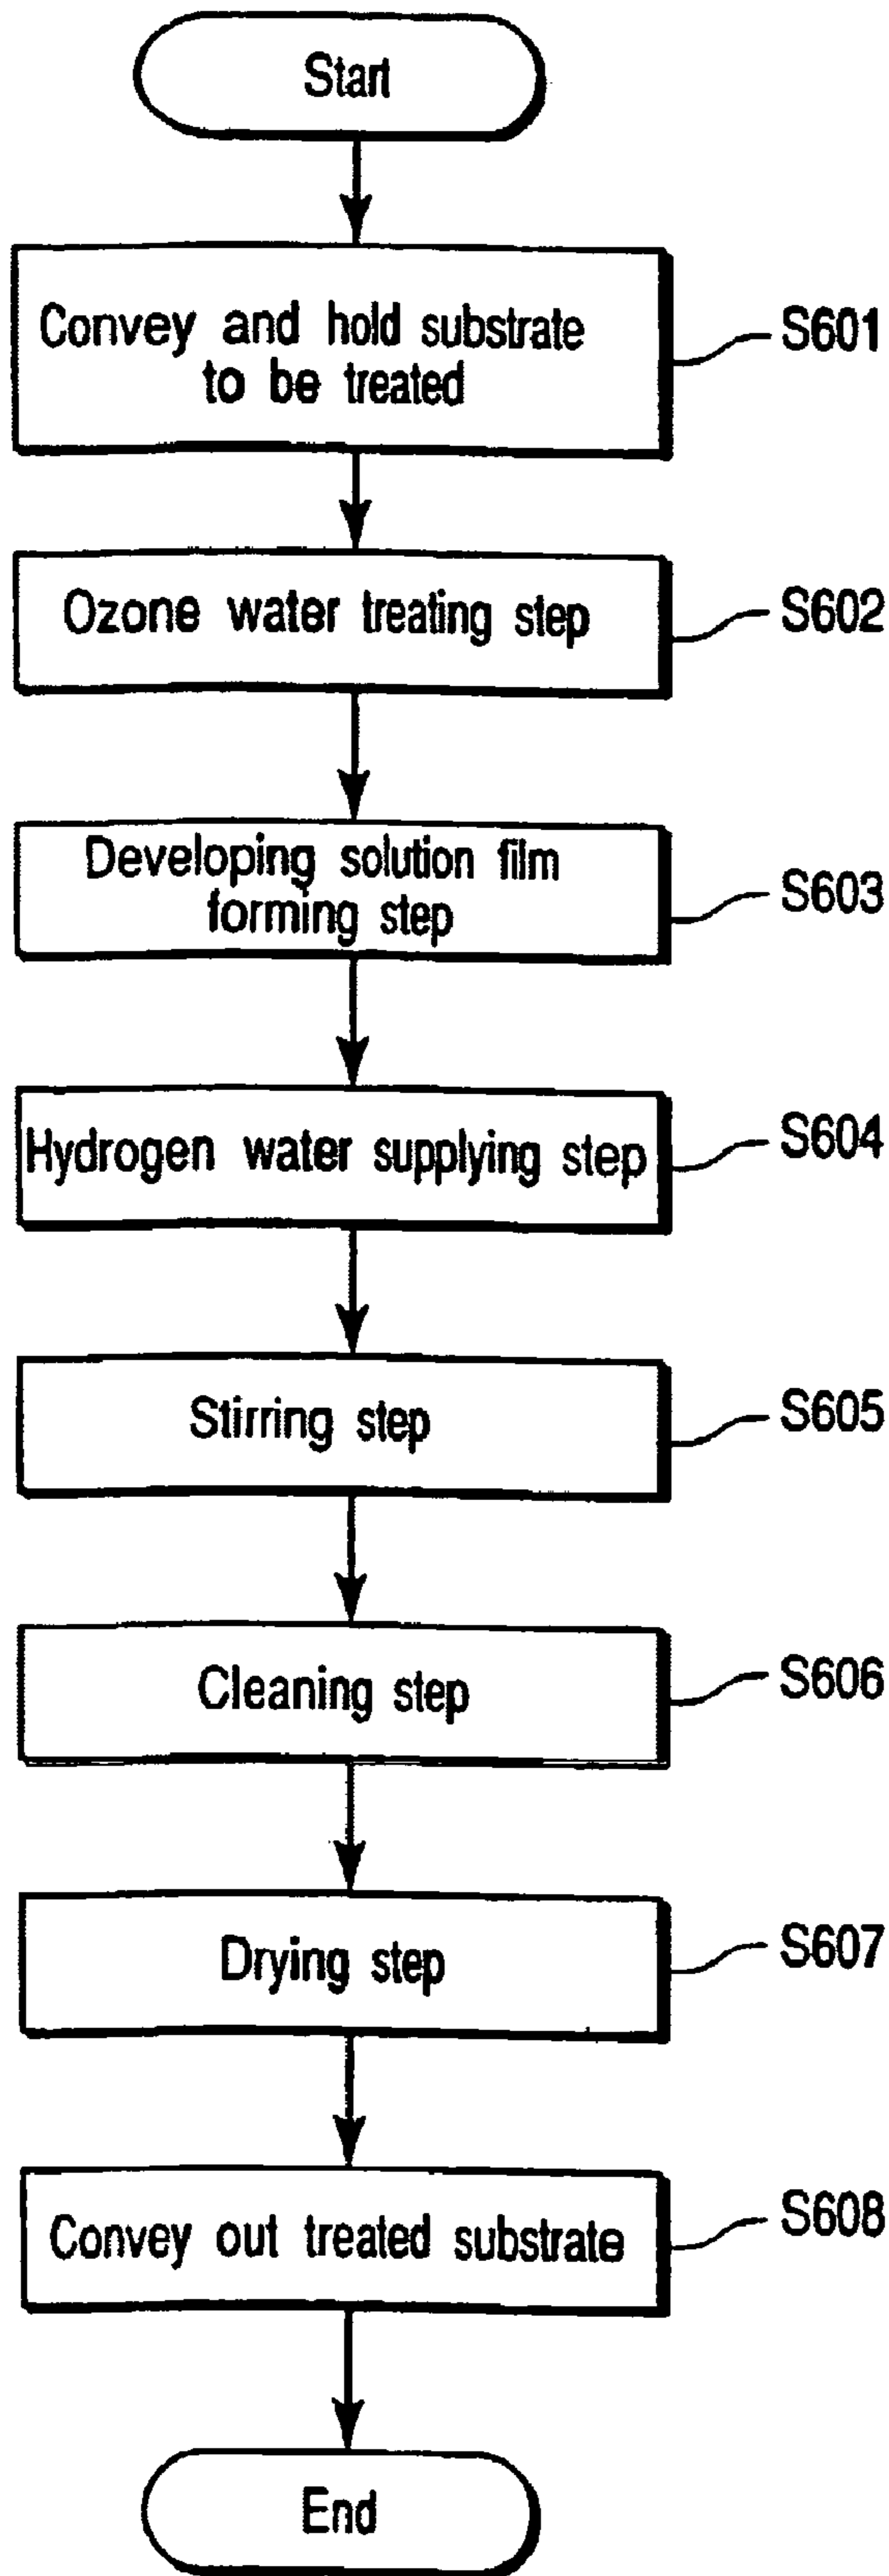 Start
Convey and hold substrate
to be treated
S601
Ozone water treating step
S602
Developing solution film
forming step
S603
Hydrogen water supplying step
S604
Stirring step
S605
Cleaning step
S606
Drying step
S607
Convey out treated substrate
S608
End